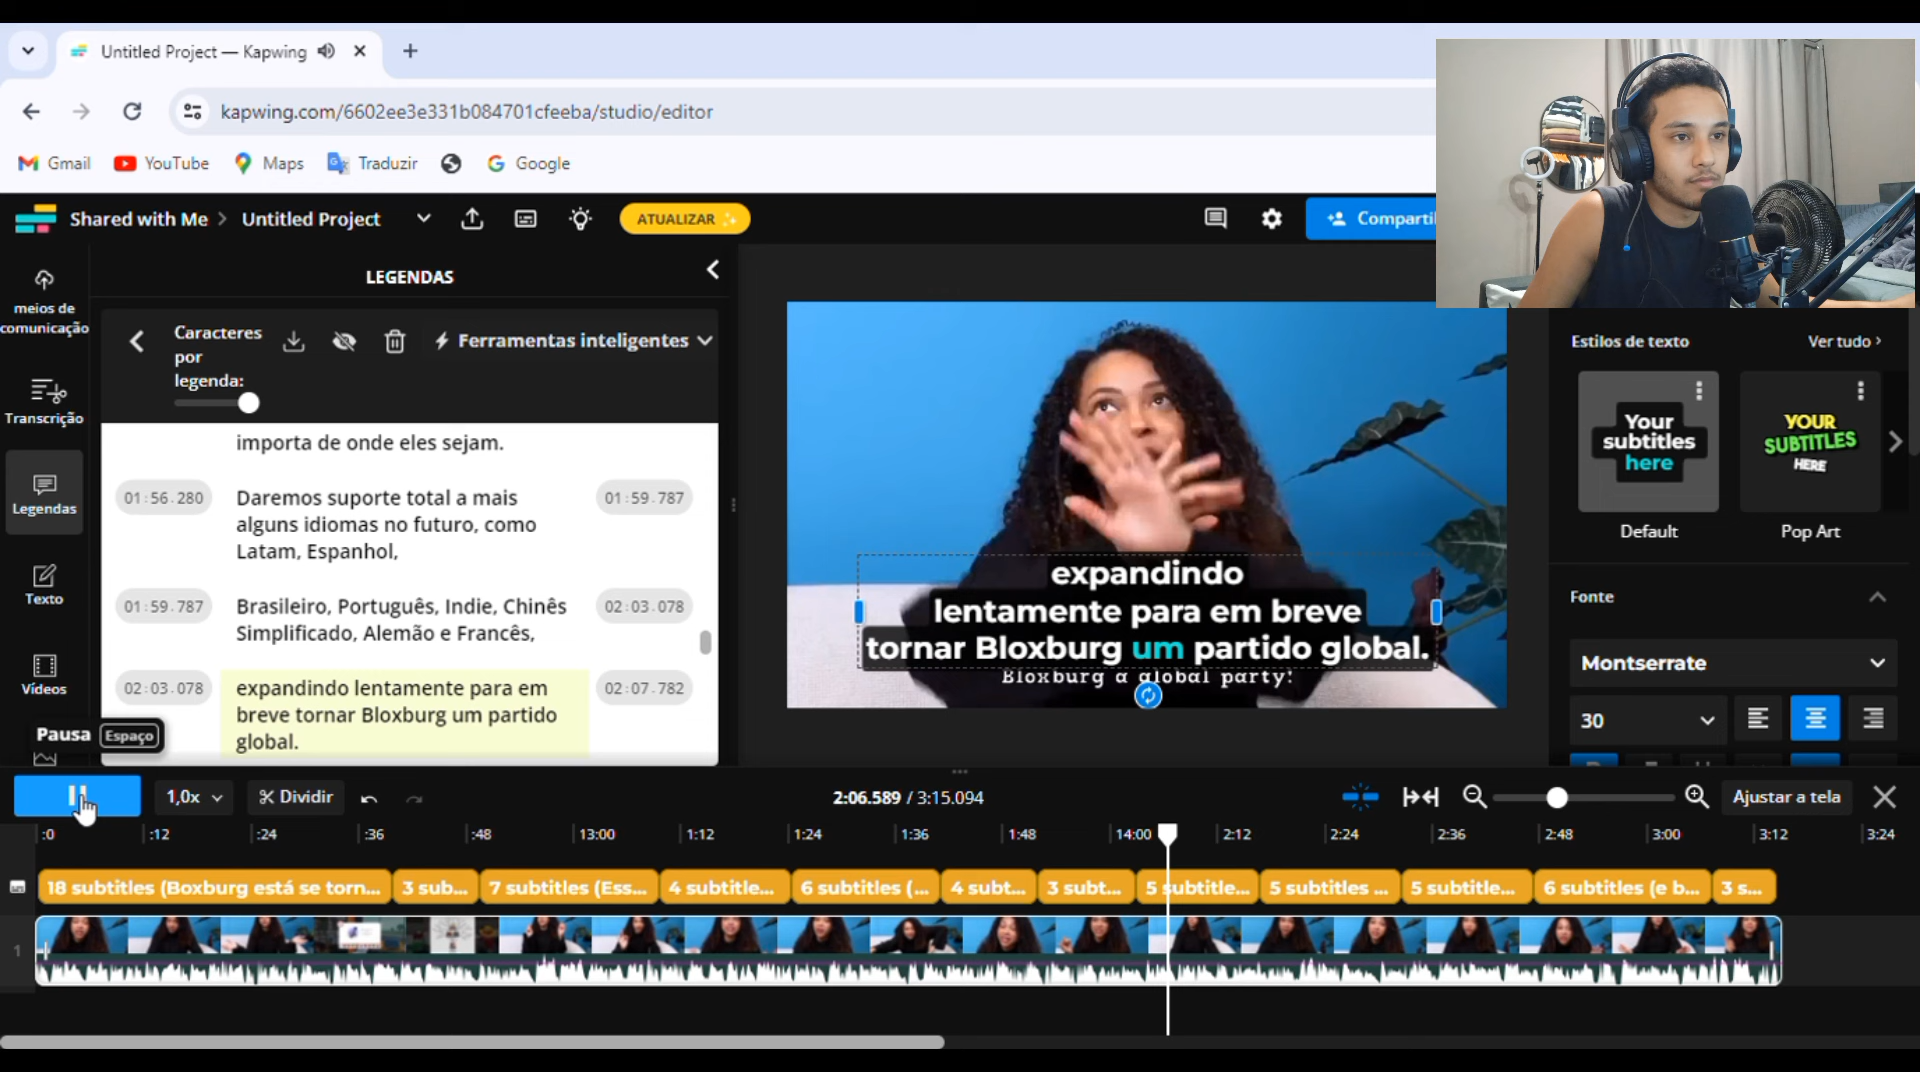 Untitled Project — Kapwing
kapwing.com/6602ee3e331b084701cfeeba/studio/editor
Gmail
YouTube
Maps
Traduzir
Google
Shared with Me > Untitled Project
ATUALIZAR
Compartil
meios de
comunicação
Transcrição
Legendas
Texto
Vídeos
LEGENDAS
Caracteres
por
legenda:
Ferramentas inteligentes
importa de onde eles sejam.
01:56.280
Daremos suporte total a mais
alguns idiomas no futuro, como
Latam, Espanhol,
01:59.787
01:59.787
Brasileiro, Português, Indie, Chinês
Simplificado, Alemão e Francês,
02:03.078
02:03.078
expandindo lentamente para em
breve tornar Bloxburg um partido
global.
02:07.782
Pausa Espaço
expandindo
lentamente para em breve
tornar Bloxburg um partido global.
Bloxburg a global party!
Estilos de texto
Ver tudo >
Your
subtitles
here
Default
YOUR
SUBTITLES
HERE
Pop Art
Fonte
Montserrate
30
1,0x
Dividir
2:06.589 / 3:15.094
Ajustar a tela
:0 :12 :24 :36 :48 13:00 1:12 1:24 1:36 1:48 14:00 2:12 2:24 2:36 2:48 3:00 3:12 3:24
18 subtitles (Boxburg está se torn...
3 sub...
7 subtitles (Ess...
4 subtitle...
6 subtitles (...
4 subt...
3 subt...
5 subtitle...
5 subtitles ...
5 subtitle...
6 subtitles (e b...
3 s...
1